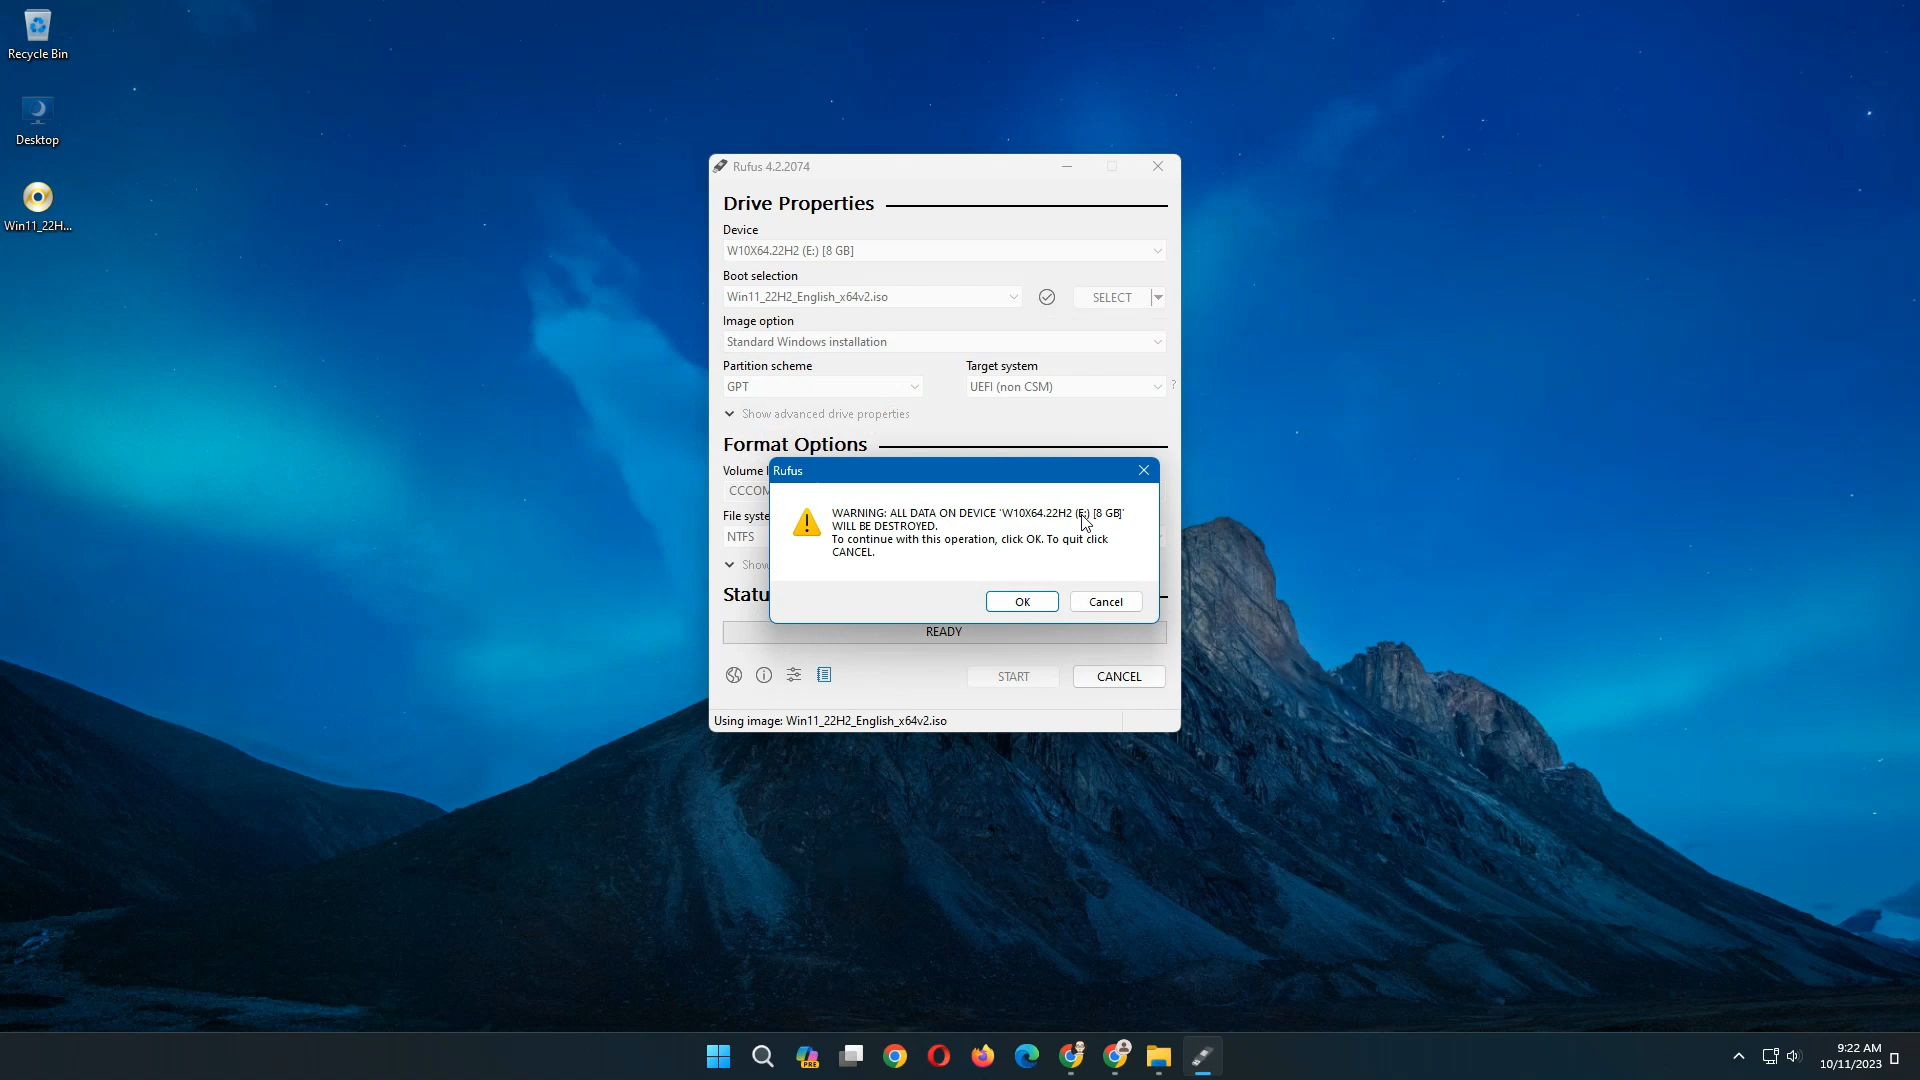 Recycle Bin
Desktop
Win11_22H...
Rufus 4.2.2074
Drive Properties
Device
W10X64.22H2 (E:) [8 GB]
Boot selection
Win11_22H2_English_x64v2.iso
SELECT
Image option
Standard Windows installation
Partition scheme
Target system
GPT
UEFI (non CSM)
?
Show advanced drive properties
Format Options
Volume l
CCCOM
File syste
NTFS
Show
Statu
Rufus
WARNING: ALL DATA ON DEVICE 'W10X64.22H2 (E:) [8 GB]'
WILL BE DESTROYED.
To continue with this operation, click OK. To quit click
CANCEL.
OK
Cancel
READY
START
CANCEL
Using image: Win11_22H2_English_x64v2.iso
PRE
9:22 AM
10/11/2023